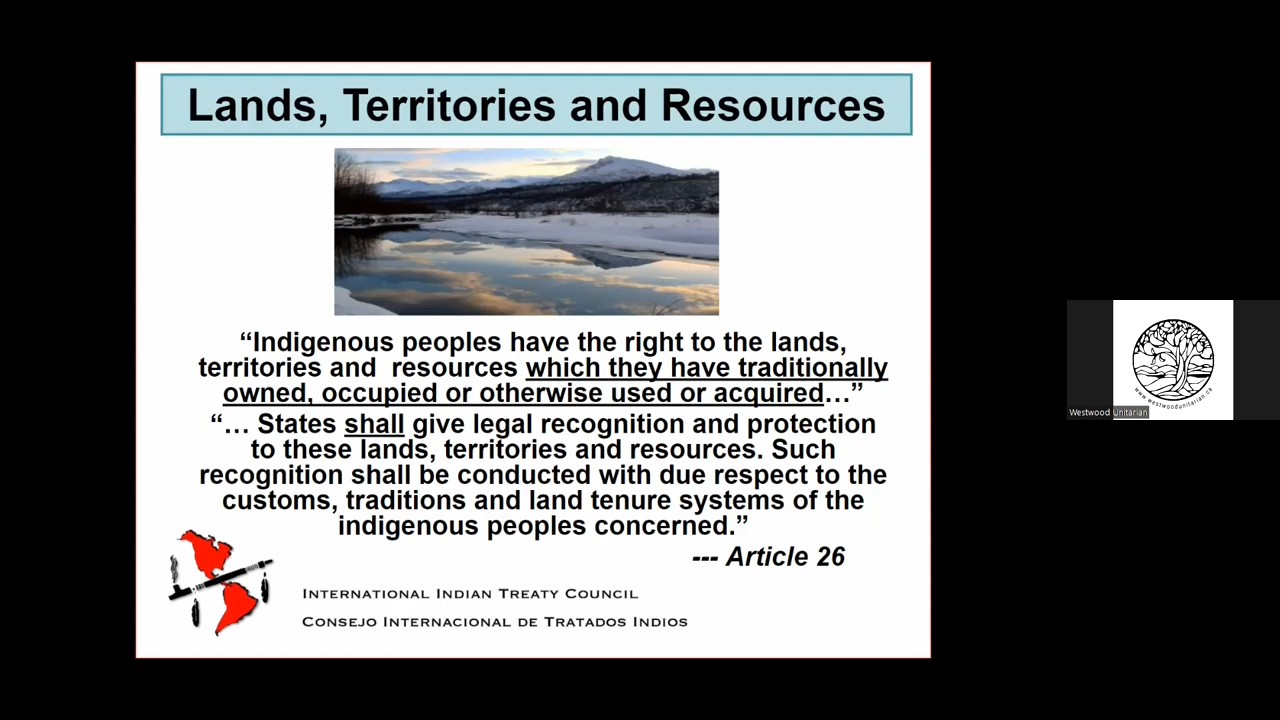 Lands, Territories and Resources
“Indigenous peoples have the right to the lands,
territories and resources which they have traditionally
owned, occupied or otherwise used or acquired…”
“… States shall give legal recognition and protection
to these lands, territories and resources. Such
recognition shall be conducted with due respect to the
customs, traditions and land tenure systems of the
indigenous peoples concerned.”
--- Article 26
International Indian Treaty Council
Consejo Internacional de Tratados Indios
www.westwoodunitarian.ca
Westwood Unitarian